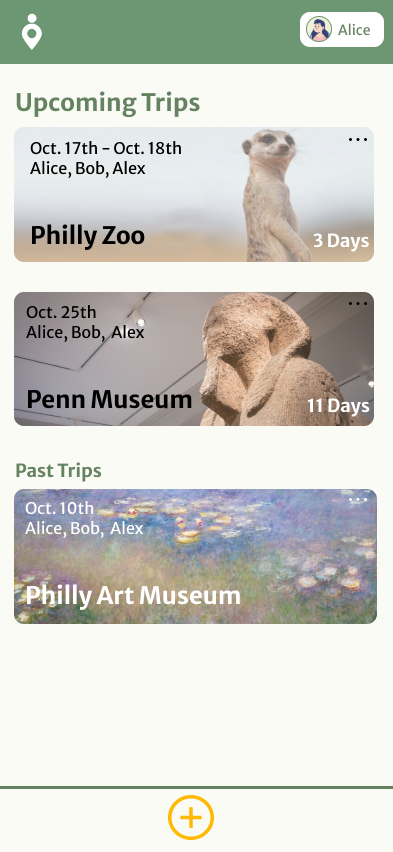 Alice
Upcoming Trips
Oct. 17th – Oct. 18th
Alice, Bob, Alex
Philly Zoo
3 Days
Oct. 25th
Alice, Bob, Alex
Penn Museum
11 Days
Past Trips
Oct. 10th
Alice, Bob, Alex
Philly Art Museum